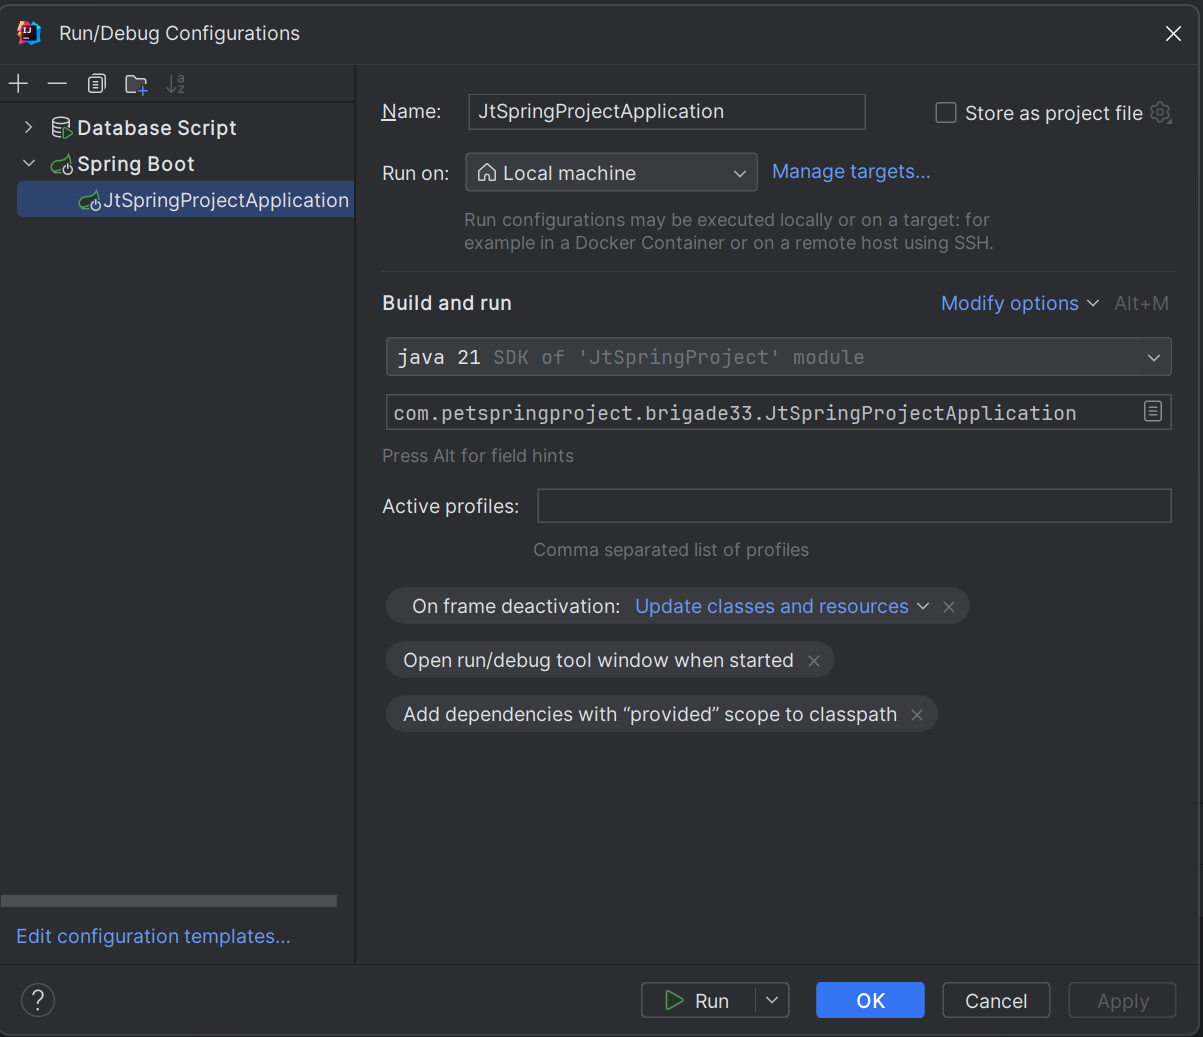 Run/Debug Configurations
Database Script
Spring Boot
JtSpringProjectApplication
Edit configuration templates...
Name:
JtSpringProjectApplication
Store as project file
Run on:
Local machine
Manage targets...
Run configurations may be executed locally or on a target: for
example in a Docker Container or on a remote host using SSH.
Build and run
Modify options
Alt+M
java 21 SDK of 'JtSpringProject' module
com.petspringproject.brigade33.JtSpringProjectApplication
Press Alt for field hints
Active profiles:
Comma separated list of profiles
On frame deactivation: Update classes and resources
Open run/debug tool window when started
Add dependencies with “provided” scope to classpath
?
Run
OK
Cancel
Apply